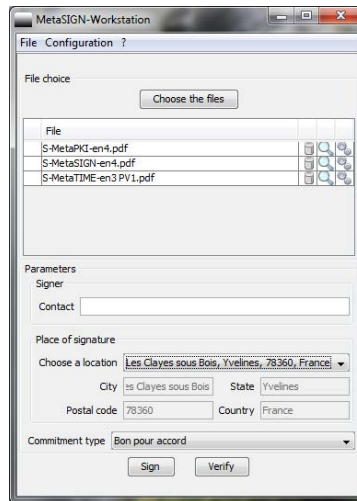 MetaSIGN-Workstation
File Configuration ?
File choice
Choose the files
File
S-MetaPKI-en4.pdf
S-MetaSIGN-en4.pdf
S-MetaTIME-en3 PV1.pdf
Parameters
Signer
Contact
Place of signature
Choose a location Les Clayes sous Bois, Yvelines, 78360, France
City es Clayes sous Bois State Yvelines
Postal code 78360 Country France
Commitment type Bon pour accord
Sign Verify